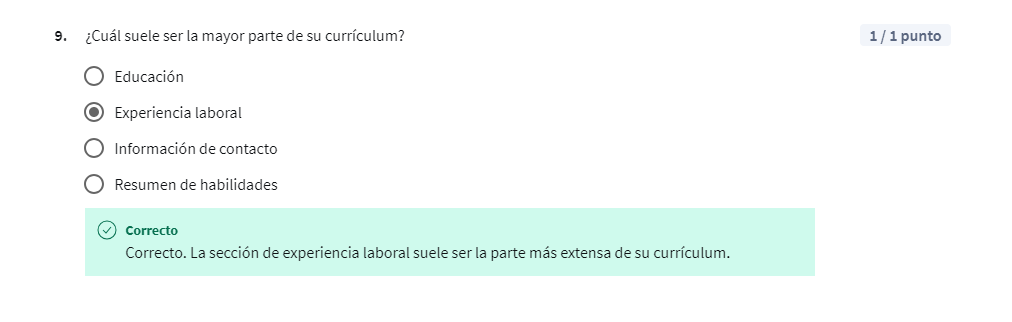 9. ¿Cuál suele ser la mayor parte de su currículum?
1 / 1 punto
Educación
Experiencia laboral
Información de contacto
Resumen de habilidades
Correcto
Correcto. La sección de experiencia laboral suele ser la parte más extensa de su currículum.